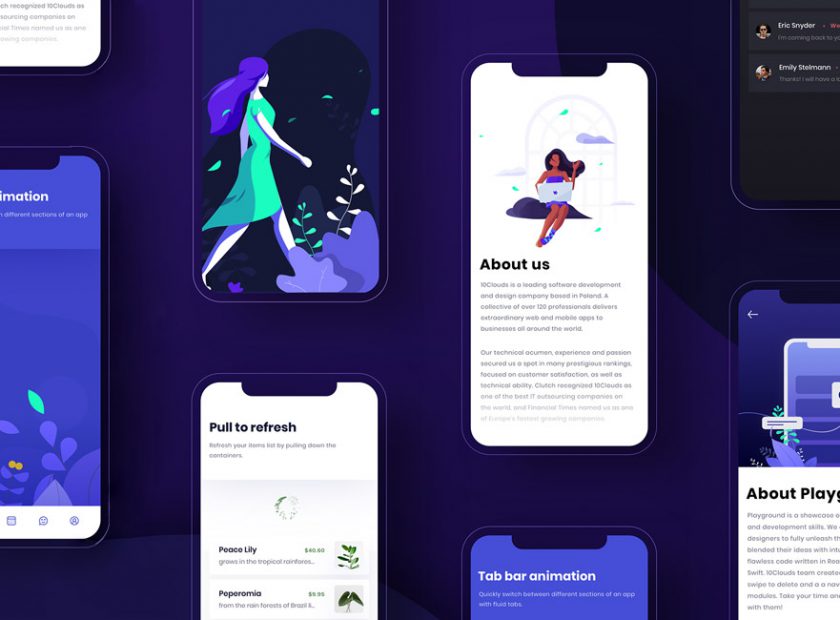 ch recognized 10Clouds as
sourcing companies on
cial Times named us as one
owing companies.
imation
n different sections of an app
Pull to refresh
Refresh your items list by pulling down the
containers.
Peace Lily
$40.60
grows in the tropical rainfores...
Peperomia
$9.95
from the rain forests of Brazil li...
About us
10Clouds is a leading software development
and design company based in Poland. A
collective of over 120 professionals delivers
extraordinary web and mobile apps to
businesses all around the world.
Our technical acumen, experience and passion
secured us a spot in many prestigious rankings,
focused on customer satisfaction, as well as
technical ability. Clutch recognized 10Clouds as
one of the best IT outsourcing companies on
the world, and Financial Times named us as one
of Europe's fastest growing companies.
Tab bar animation
Quickly switch between different sections of an app
with fluid tabs.
Eric Snyder • We
I'm coming back to yo
Emily Stelmann •
Thanks! I will have a lo
About Playg
Playground is a showcase o
and development skills. We
designers to fully unleash th
blended their ideas with intu
flawless code written in Rea
Swift. 10Clouds team create
swipe to delete and a a nav
modules. Take your time and
with them!